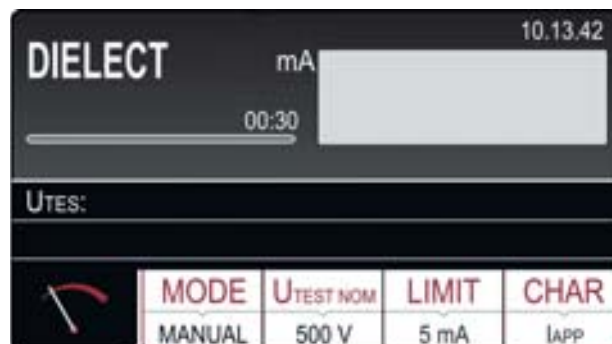 10.13.42
DIELECT mA
00:30
UTES:
MODE UTEST NOM LIMIT CHAR
MANUAL 500 V 5 mA IAPP